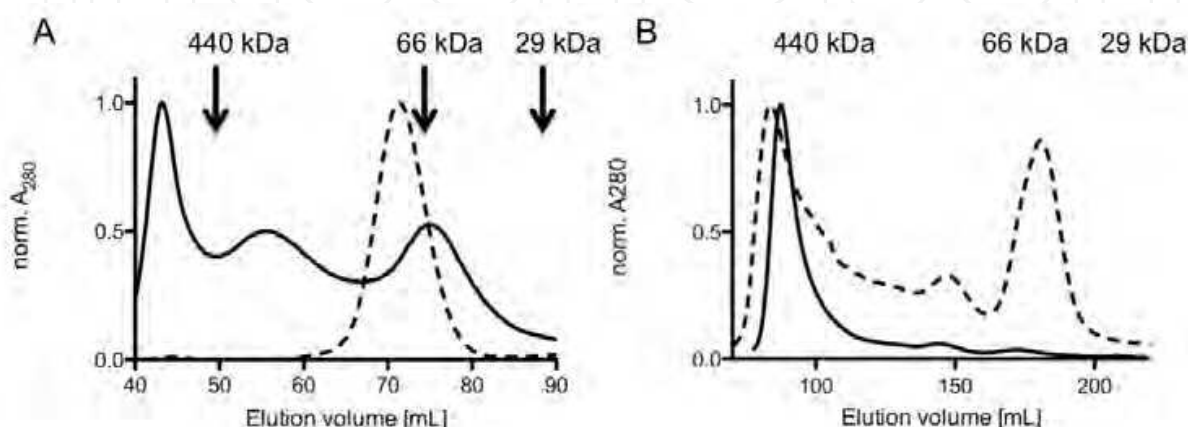 A 440 kDa 66 kDa 29 kDa B 440 kDa 66 kDa 29 kDa
1.0 1.0
norm. A280 norm. A280
0.5 0.5
0.0 0.0
40 50 60 70 80 90 100 150 200
Elution volume [mL] Elution volume [mL]